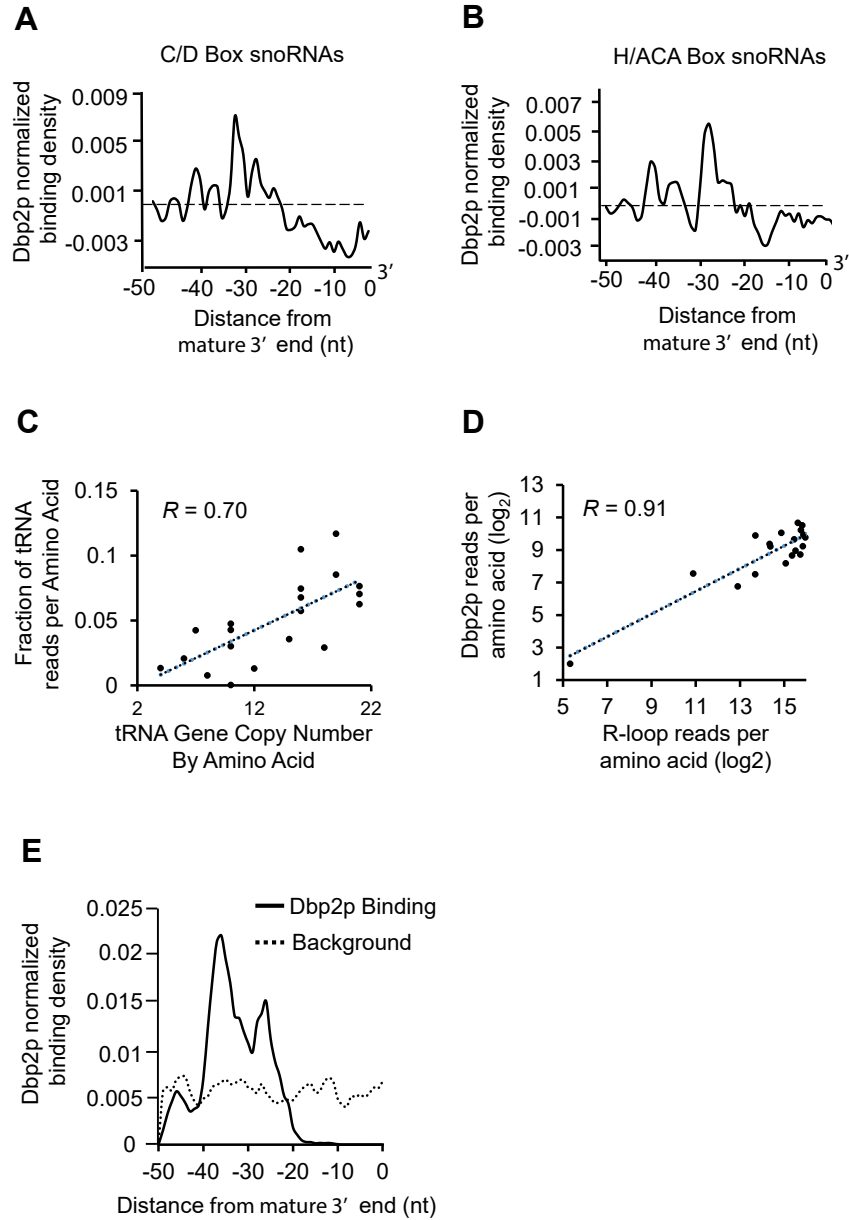 A
C/D Box snoRNAs
Dbp2p normalized
binding density
0.009
0.005
0.001
-0.003
-50 -40 -30 -20 -10 0
3′
Distance from
mature 3′ end (nt)
B
H/ACA Box snoRNAs
Dbp2p normalized
binding density
0.007
0.005
0.003
0.001
-0.001
-0.003
-50 -40 -30 -20 -10 0
3′
Distance from
mature 3′ end (nt)
C
Fraction of tRNA
reads per Amino Acid
0.15
0.1
0.05
0
R = 0.70
2 12 22
tRNA Gene Copy Number
By Amino Acid
D
Dbp2p reads per
amino acid (log2)
13
11
9
7
5
3
1
R = 0.91
5 7 9 11 13 15
R-loop reads per
amino acid (log2)
E
Dbp2p normalized
binding density
0.025
0.02
0.015
0.01
0.005
0
Dbp2p Binding
Background
-50 -40 -30 -20 -10 0
Distance from mature 3′ end (nt)